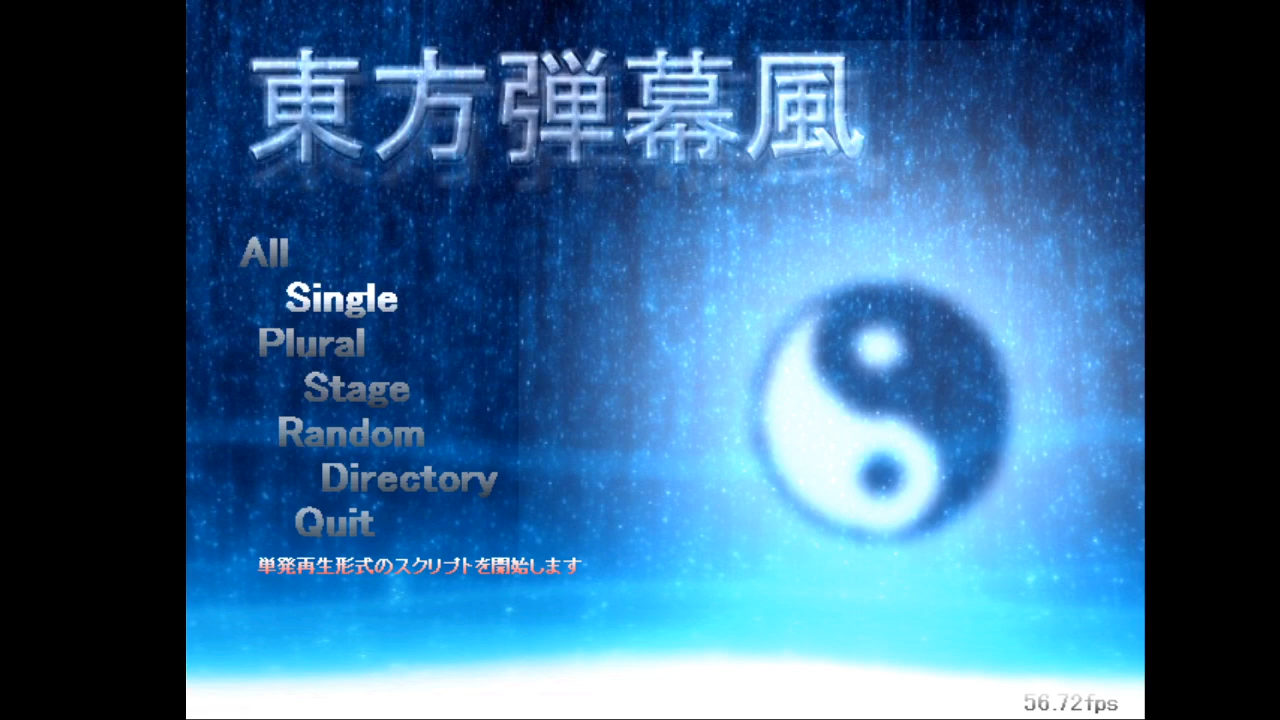 東方弾幕風
All
Single
Plural
Stage
Random
Directory
Quit
単発再生形式のスクリプトを開始します
56.72fps